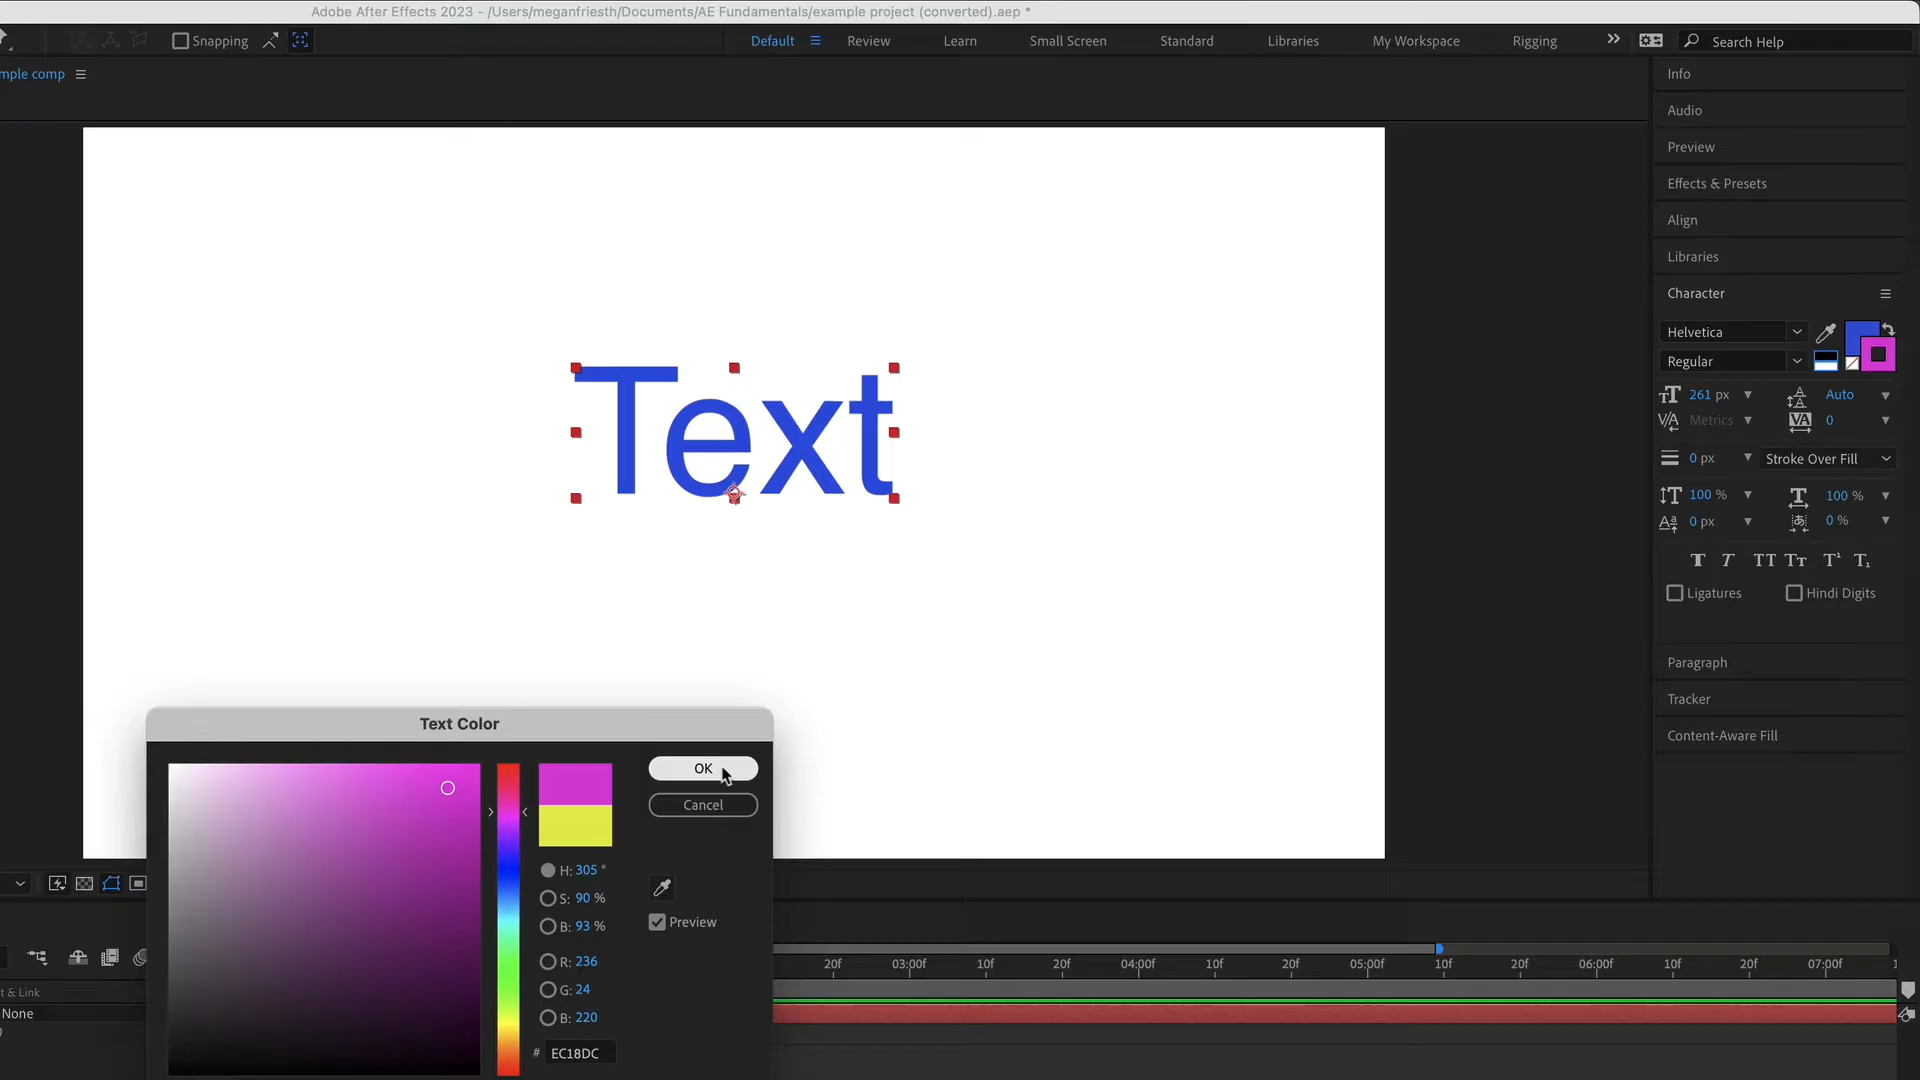 Adobe After Effects 2023 - /Users/meganfriesth/Documents/AE Fundamentals/example project (converted).aep *
Snapping
Default
Review
Learn
Small Screen
Standard
Libraries
My Workspace
Rigging
Search Help
mple comp
Info
Audio
Preview
Effects & Presets
Align
Libraries
Character
Helvetica
Regular
261 px
Auto
Metrics
0
0 px
Stroke Over Fill
100 %
100 %
0 px
0 %
Ligatures
Hindi Digits
Paragraph
Tracker
Content-Aware Fill
Text
Text Color
OK
Cancel
H: 305 °
S: 90 %
B: 93 %
Preview
R: 236
G: 24
B: 220
# EC18DC
20f 03:00f 10f 20f 04:00f 10f 20f 05:00f 10f 20f 06:00f 10f 20f 07:00f 1
t & Link
None